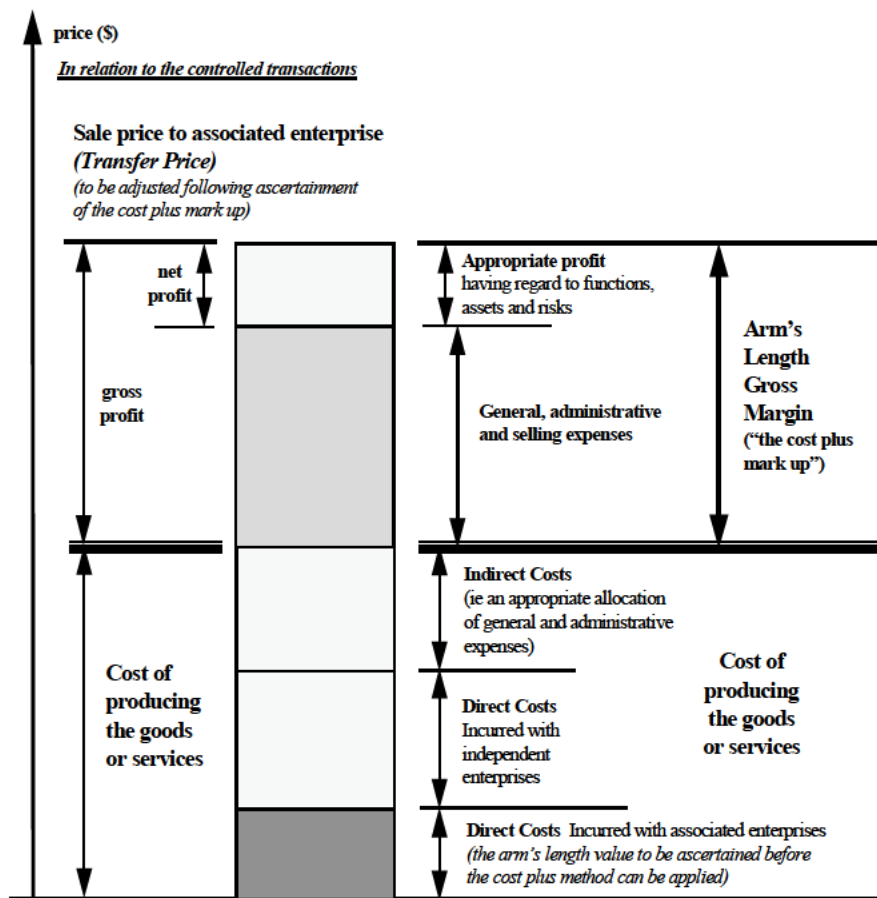 price ($)
In relation to the controlled transactions
Sale price to associated enterprise
(Transfer Price)
(to be adjusted following ascertainment
of the cost plus mark up)
net
profit
gross
profit
Appropriate profit
having regard to functions,
assets and risks
General, administrative
and selling expenses
Arm's
Length
Gross
Margin
(“the cost plus
mark up”)
Cost of
producing
the goods
or services
Indirect Costs
(ie an appropriate allocation
of general and administrative
expenses)
Direct Costs
Incurred with
independent
enterprises
Cost of
producing
the goods
or services
Direct Costs Incurred with associated enterprises
(the arm's length value to be ascertained before
the cost plus method can be applied)